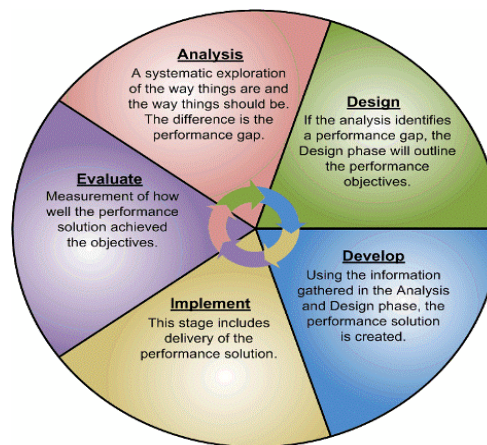 Analysis
A systematic exploration
of the way things are and
the way things should be.
The difference is the
performance gap.
Design
If the analysis identifies
a performance gap, the
Design phase will outline
the performance
objectives.
Develop
Using the information
gathered in the Analysis
and Design phase, the
performance solution
is created.
Implement
This stage includes
delivery of the
performance solution.
Evaluate
Measurement of how
well the performance
solution achieved
the objectives.